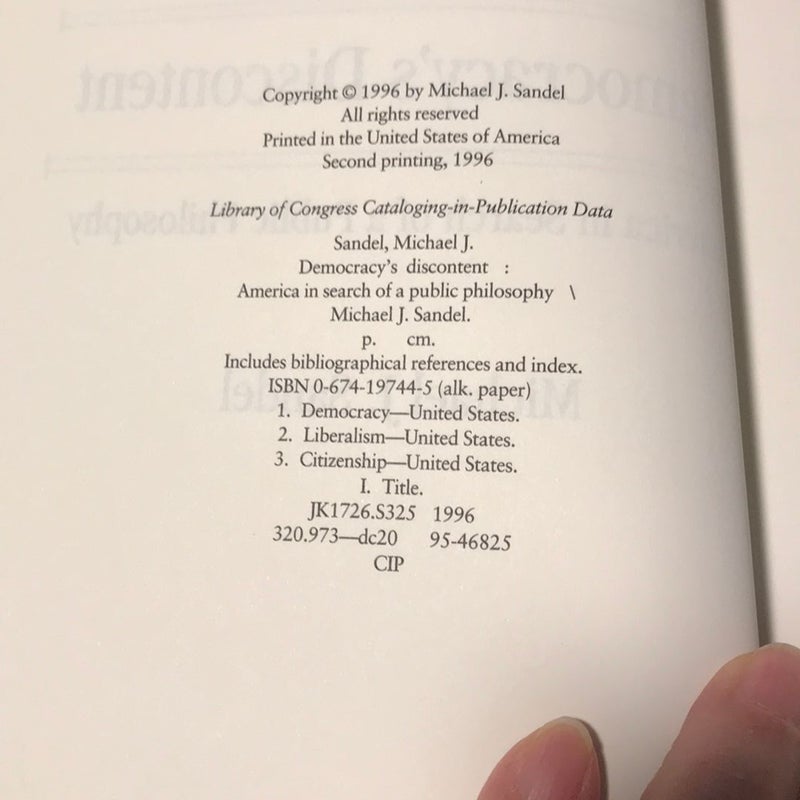 Copyright © 1996 by Michael J. Sandel
All rights reserved
Printed in the United States of America
Second printing, 1996
Library of Congress Cataloging-in-Publication Data
Sandel, Michael J.
Democracy's discontent :
America in search of a public philosophy \
Michael J. Sandel.
p. cm.
Includes bibliographical references and index.
ISBN 0-674-19744-5 (alk. paper)
1. Democracy—United States.
2. Liberalism—United States.
3. Citizenship—United States.
I. Title.
JK1726.S325 1996
320.973—dc20 95-46825
CIP